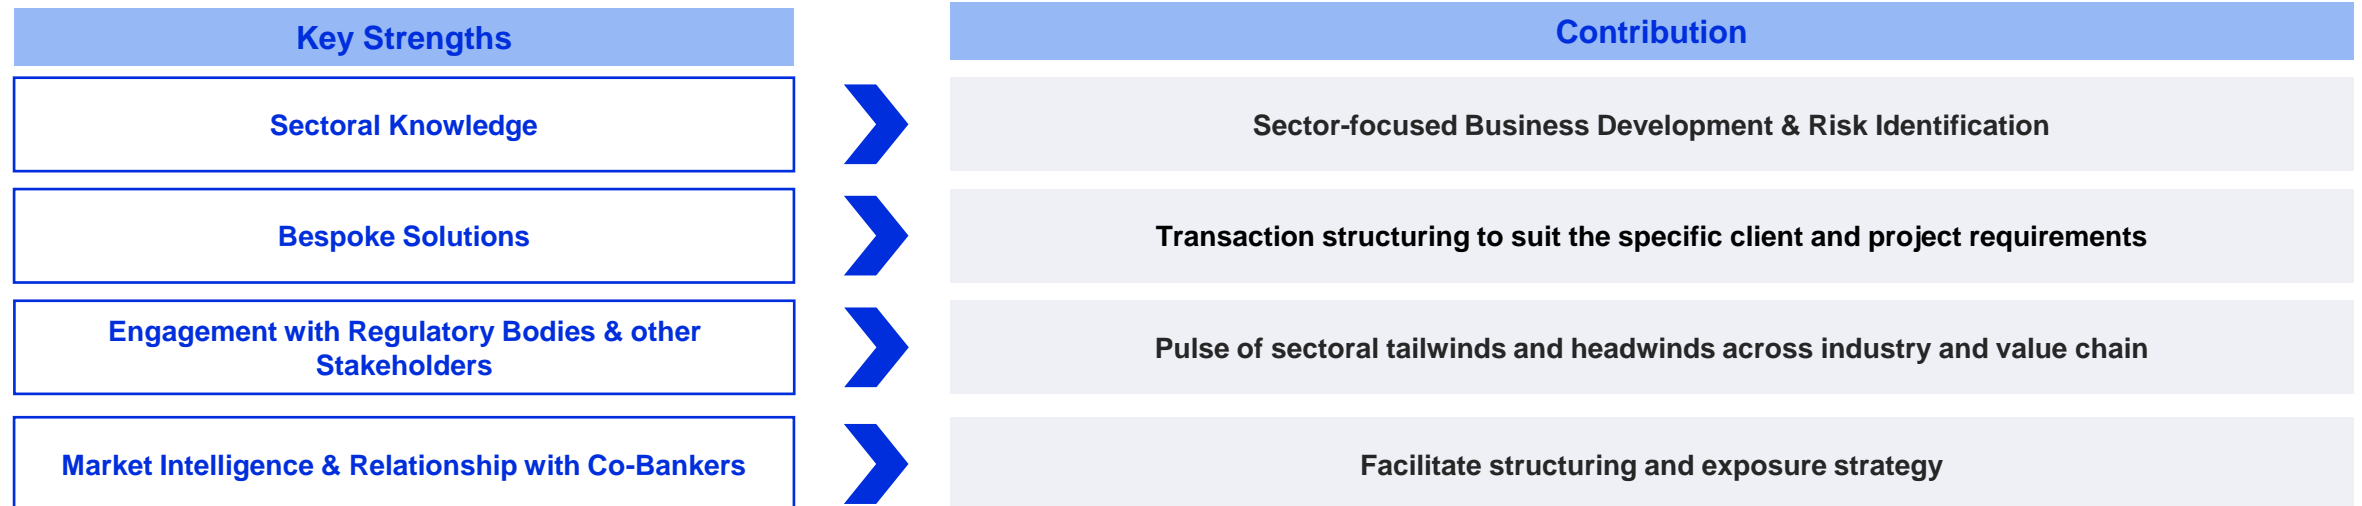 Key Strengths
Contribution
Sectoral Knowledge
Sector-focused Business Development & Risk Identification
Bespoke Solutions
Transaction structuring to suit the specific client and project requirements
Engagement with Regulatory Bodies & other
Stakeholders
Pulse of sectoral tailwinds and headwinds across industry and value chain
Market Intelligence & Relationship with Co-Bankers
Facilitate structuring and exposure strategy